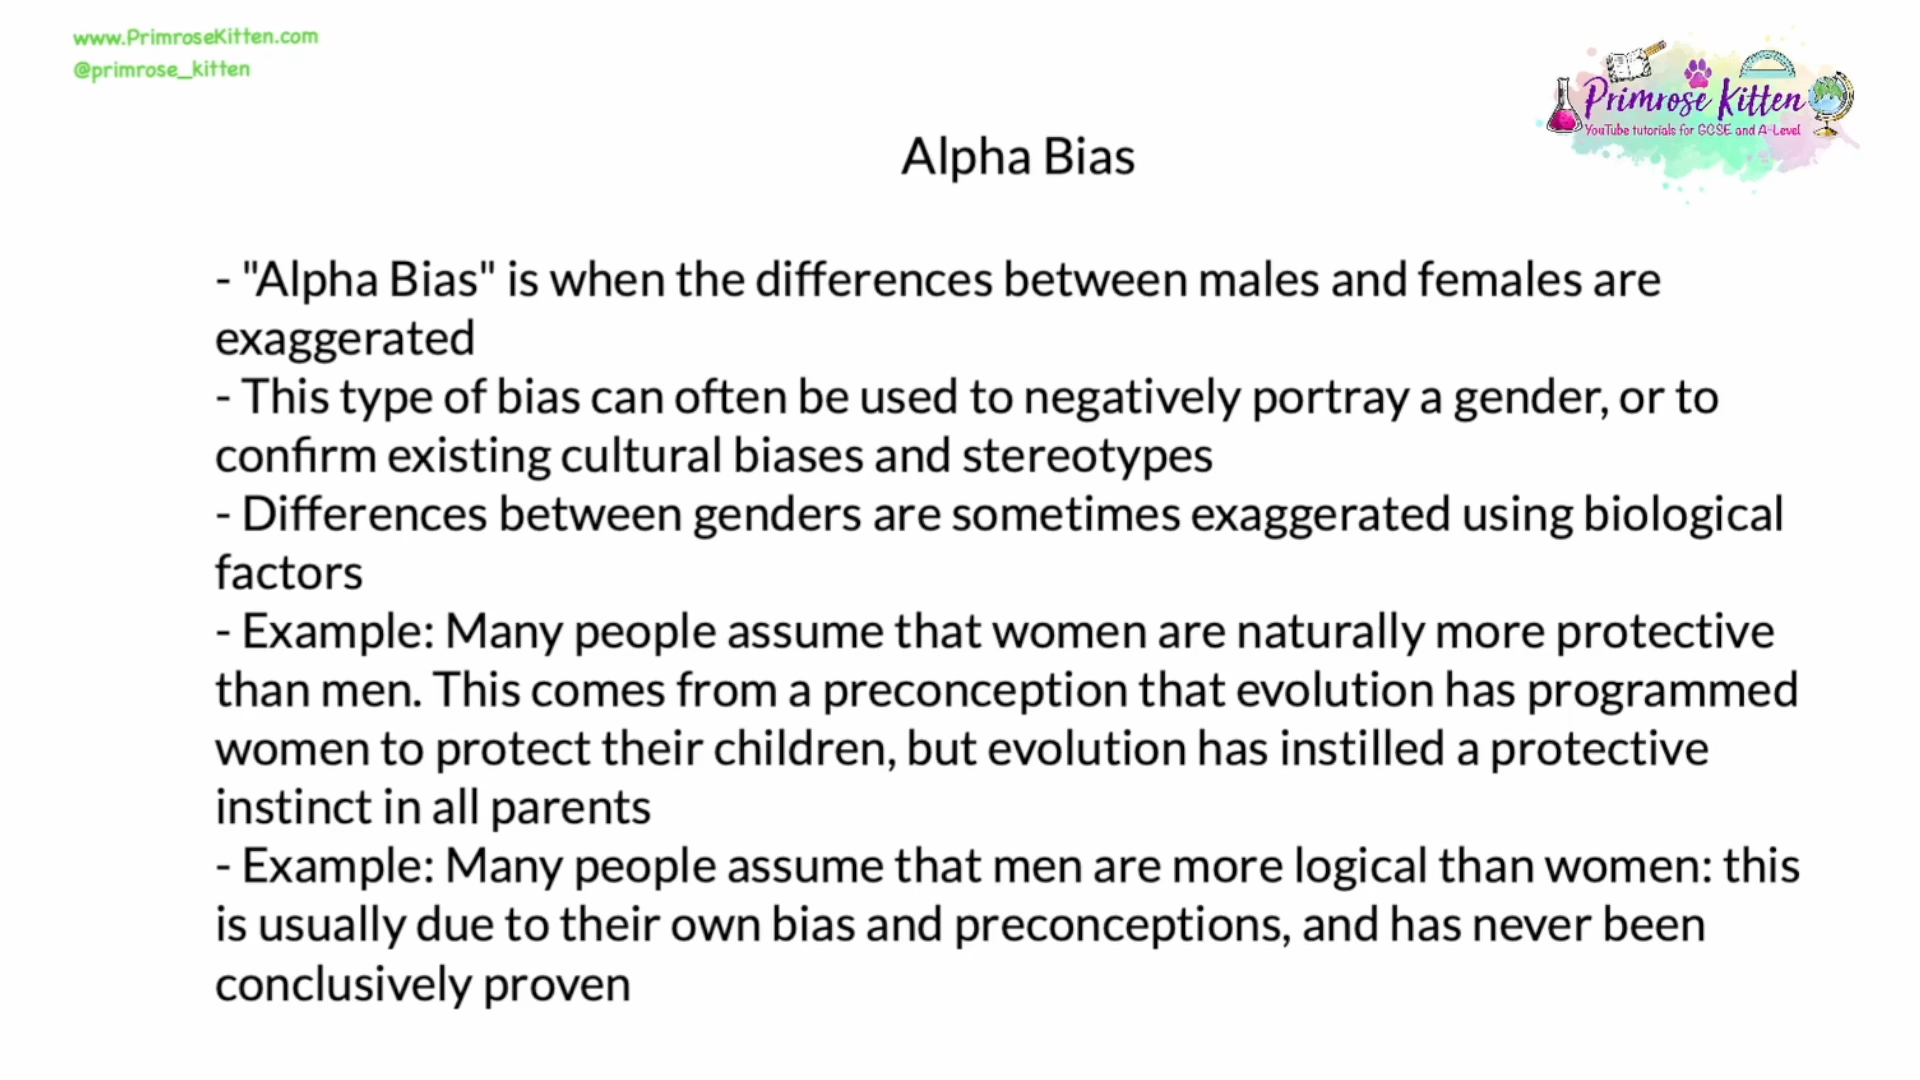 www.PrimroseKitten.com
@primrose_kitten
Primrose Kitten
YouTube tutorials for GCSE and A-Level
Alpha Bias
- "Alpha Bias" is when the differences between males and females are
exaggerated
- This type of bias can often be used to negatively portray a gender, or to
confirm existing cultural biases and stereotypes
- Differences between genders are sometimes exaggerated using biological
factors
- Example: Many people assume that women are naturally more protective
than men. This comes from a preconception that evolution has programmed
women to protect their children, but evolution has instilled a protective
instinct in all parents
- Example: Many people assume that men are more logical than women: this
is usually due to their own bias and preconceptions, and has never been
conclusively proven